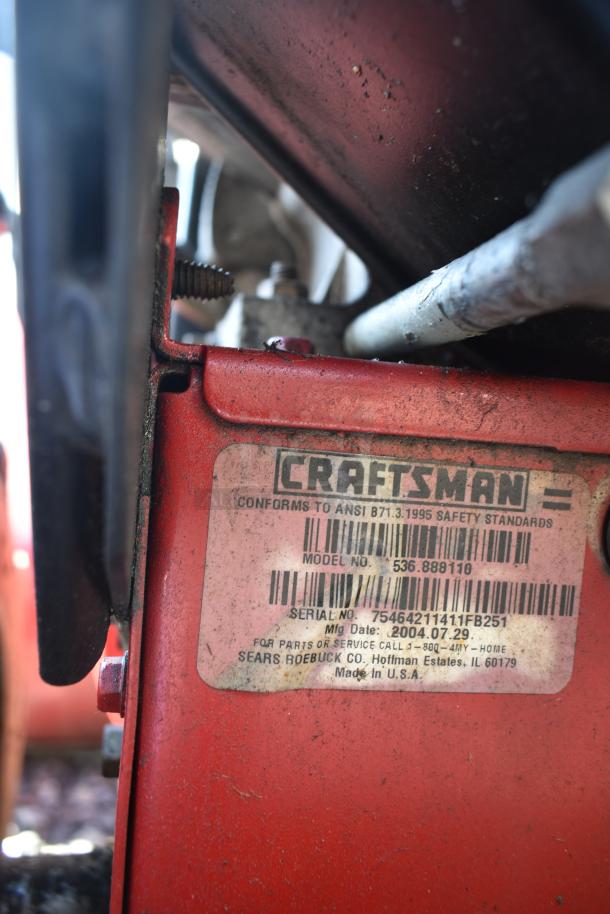 CRAFTSMAN
CONFORMS TO ANSI B71.3.1995 SAFETY STANDARDS
MODEL NO. 536.888110
SERIAL NO. 75464211411FB251
Mfg Date: 2004.07.29.
FOR PARTS OR SERVICE CALL 1-800-4MY-HOME
SEARS ROEBUCK CO. Hoffman Estates, IL 60179
Made in U.S.A.